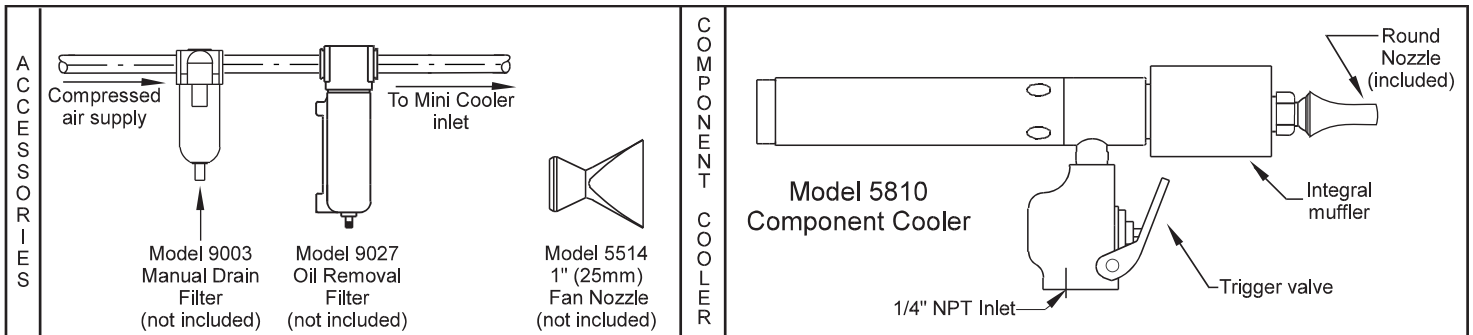 ACCESSORIES
Compressed
air supply
To Mini Cooler
inlet
Model 9003
Manual Drain
Filter
(not included)
Model 9027
Oil Removal
Filter
(not included)
Model 5514
1" (25mm)
Fan Nozzle
(not included)
COMPONENT COOLER
Model 5810
Component Cooler
Round
Nozzle
(included)
Integral
muffler
Trigger valve
1/4" NPT Inlet